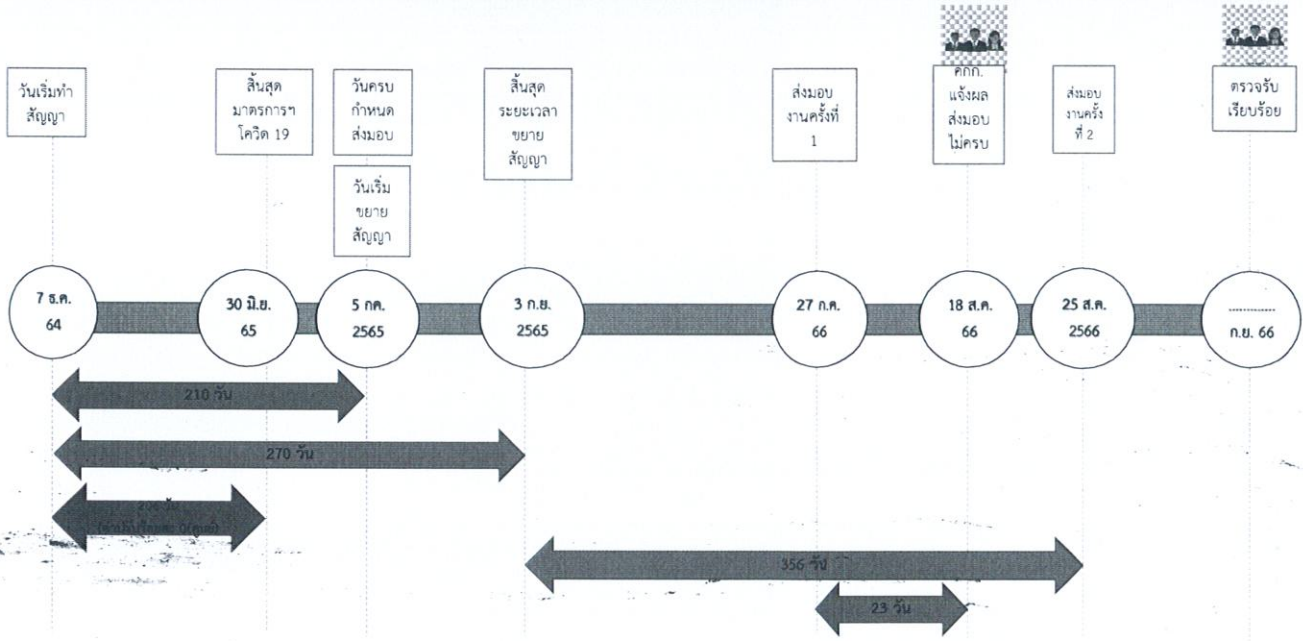 วันเริ่มทำ
สัญญา
สิ้นสุด
มาตรการฯ
โควิด 19
วันครบ
กำหนด
ส่งมอบ
วันเริ่ม
ขยาย
สัญญา
สิ้นสุด
ระยะเวลา
ขยาย
สัญญา
ส่งมอบ
งานครั้งที่
1
คกก.
แจ้งผล
ส่งมอบ
ไม่ครบ
ส่งมอบ
งานครั้ง
ที่ 2
ตรวจรับ
เรียบร้อย
7 ธ.ค.
64
30 มิ.ย.
65
5 กค.
2565
3 ก.ย.
2565
27 ก.ค.
66
18 ส.ค.
66
25 ส.ค.
2566
.............
ก.ย. 66
210 วัน
270 วัน
206 วัน
356 วัน
23 วัน